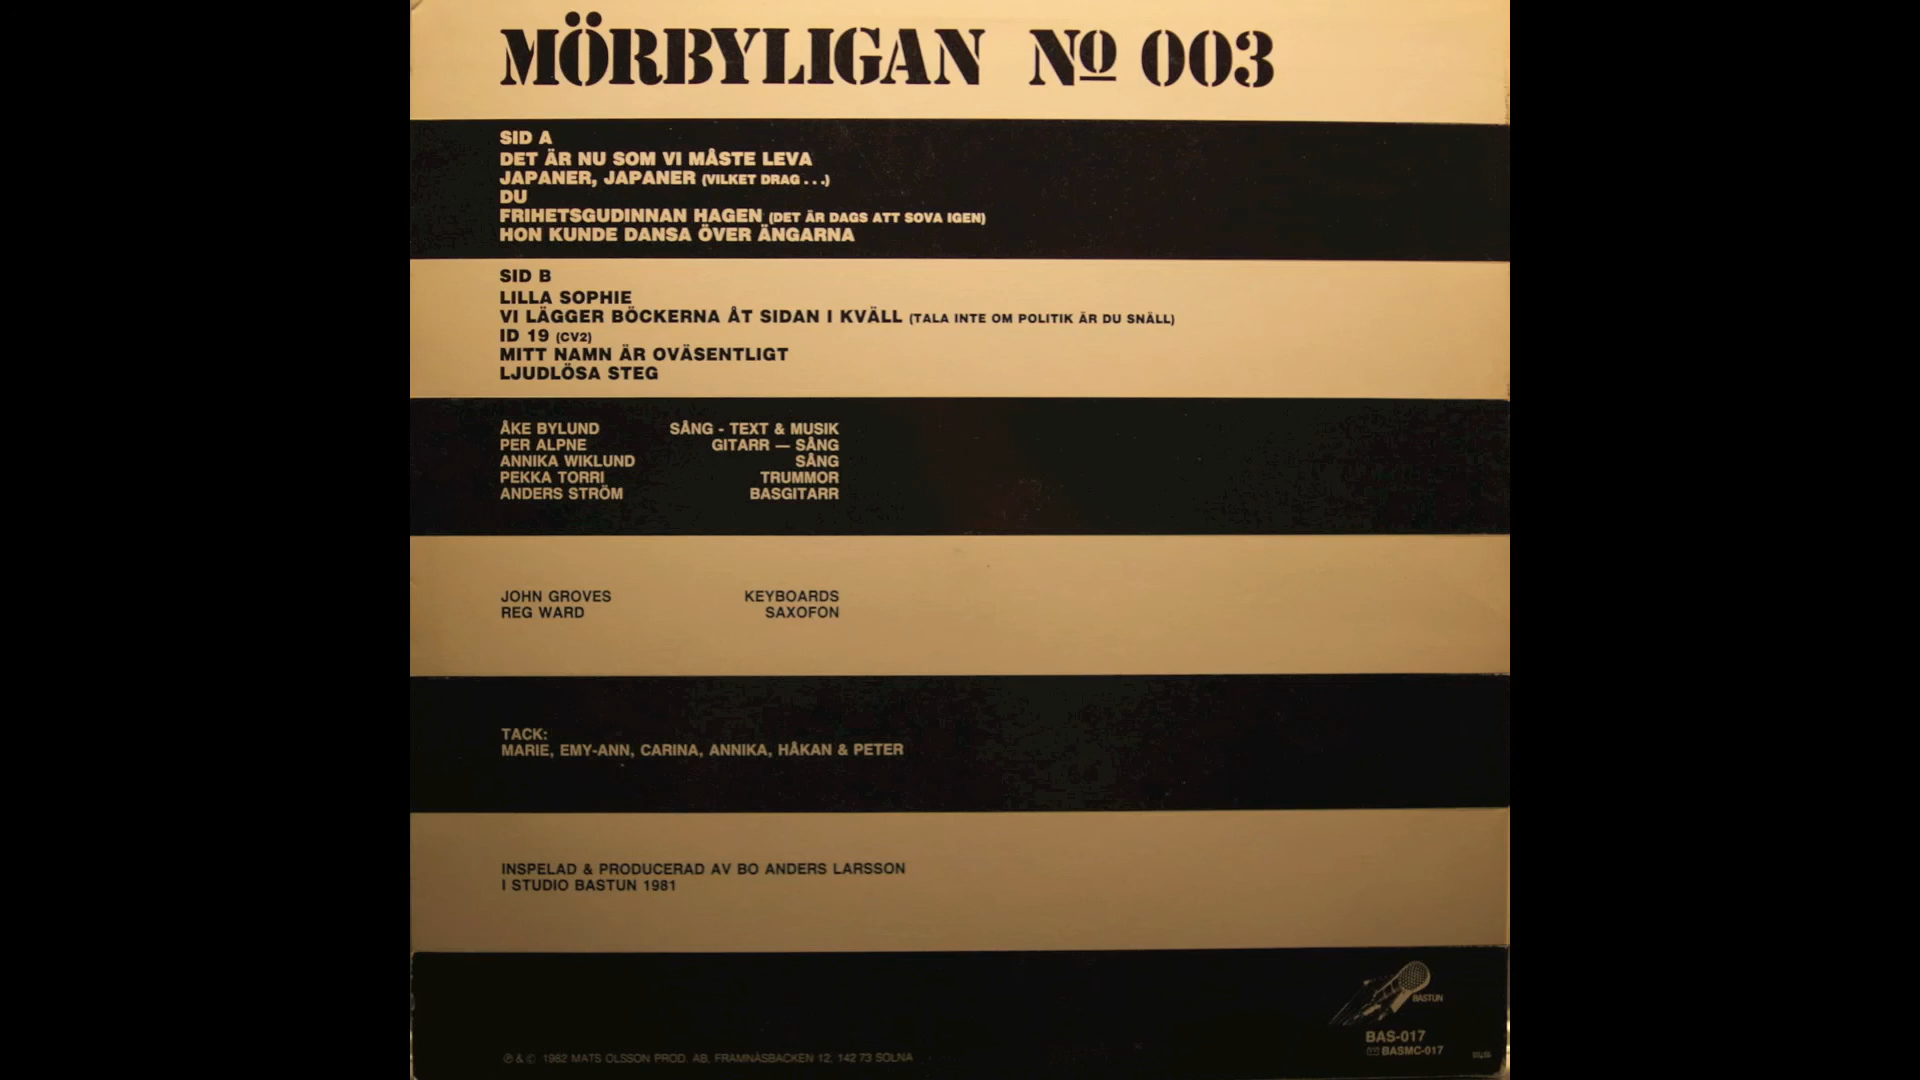 MÖRBYLIGAN No 003
SID A
DET ÄR NU SOM VI MÅSTE LEVA
JAPANER, JAPANER (VILKET DRAG...)
DU
FRIHETSGUDINNAN HAGEN (DET ÄR DAGS ATT SOVA IGEN)
HON KUNDE DANSA ÖVER ÄNGARNA
SID B
LILLA SOPHIE
VI LÄGGER BÖCKERNA ÅT SIDAN I KVÄLL (TALA INTE OM POLITIK ÄR DU SNÄLL)
ID 19 (CV2)
MITT NAMN ÄR OVÄSENTLIGT
LJUDLÖSA STEG
ÅKE BYLUND SÅNG - TEXT & MUSIK
PER ALPNE GITARR — SÅNG
ANNIKA WIKLUND SÅNG
PEKKA TORRI TRUMMOR
ANDERS STRÖM BASGITARR
JOHN GROVES KEYBOARDS
REG WARD SAXOFON
TACK:
MARIE, EMY-ANN, CARINA, ANNIKA, HÅKAN & PETER
INSPELAD & PRODUCERAD AV BO ANDERS LARSSON
I STUDIO BASTUN 1981
BASTUN
BAS-017
BASMC-017
℗ & © 1982 MATS OLSSON PROD. AB, FRAMNÄSBACKEN 12, 142 73 SOLNA